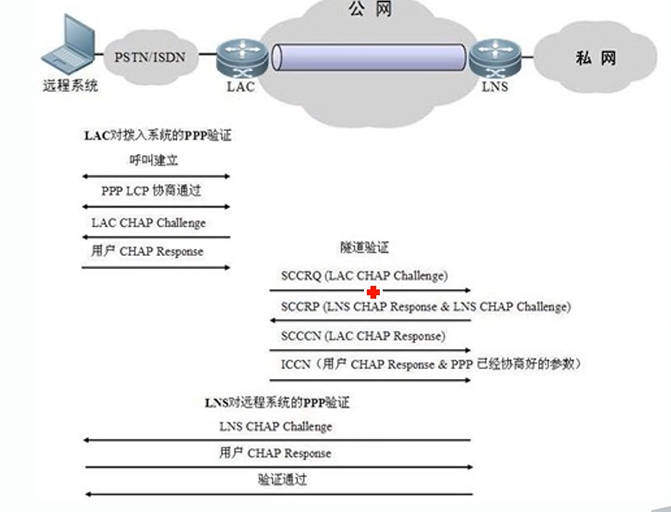 公 网
PSTN/ISDN
私 网
远程系统
LAC
LNS
LAC对拨入系统的PPP验证
呼叫建立
PPP LCP 协商通过
LAC CHAP Challenge
用户 CHAP Response
隧道验证
SCCRQ (LAC CHAP Challenge)
SCCRP (LNS CHAP Response & LNS CHAP Challenge)
SCCCN (LAC CHAP Response)
ICCN（用户 CHAP Response & PPP 已经协商好的参数）
LNS对远程系统的PPP验证
LNS CHAP Challenge
用户 CHAP Response
验证通过